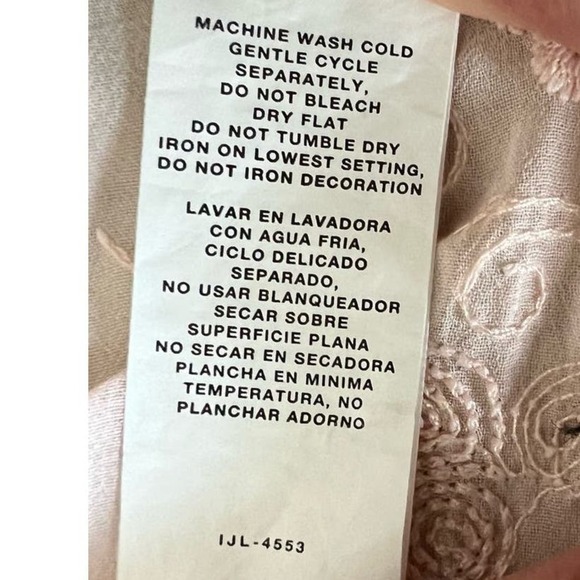 MACHINE WASH COLD
GENTLE CYCLE
SEPARATELY,
DO NOT BLEACH
DRY FLAT
DO NOT TUMBLE DRY
IRON ON LOWEST SETTING,
DO NOT IRON DECORATION
LAVAR EN LAVADORA
CON AGUA FRIA,
CICLO DELICADO
SEPARADO,
NO USAR BLANQUEADOR
SECAR SOBRE
SUPERFICIE PLANA
NO SECAR EN SECADORA
PLANCHA EN MINIMA
TEMPERATURA, NO
PLANCHAR ADORNO
IJL-4553